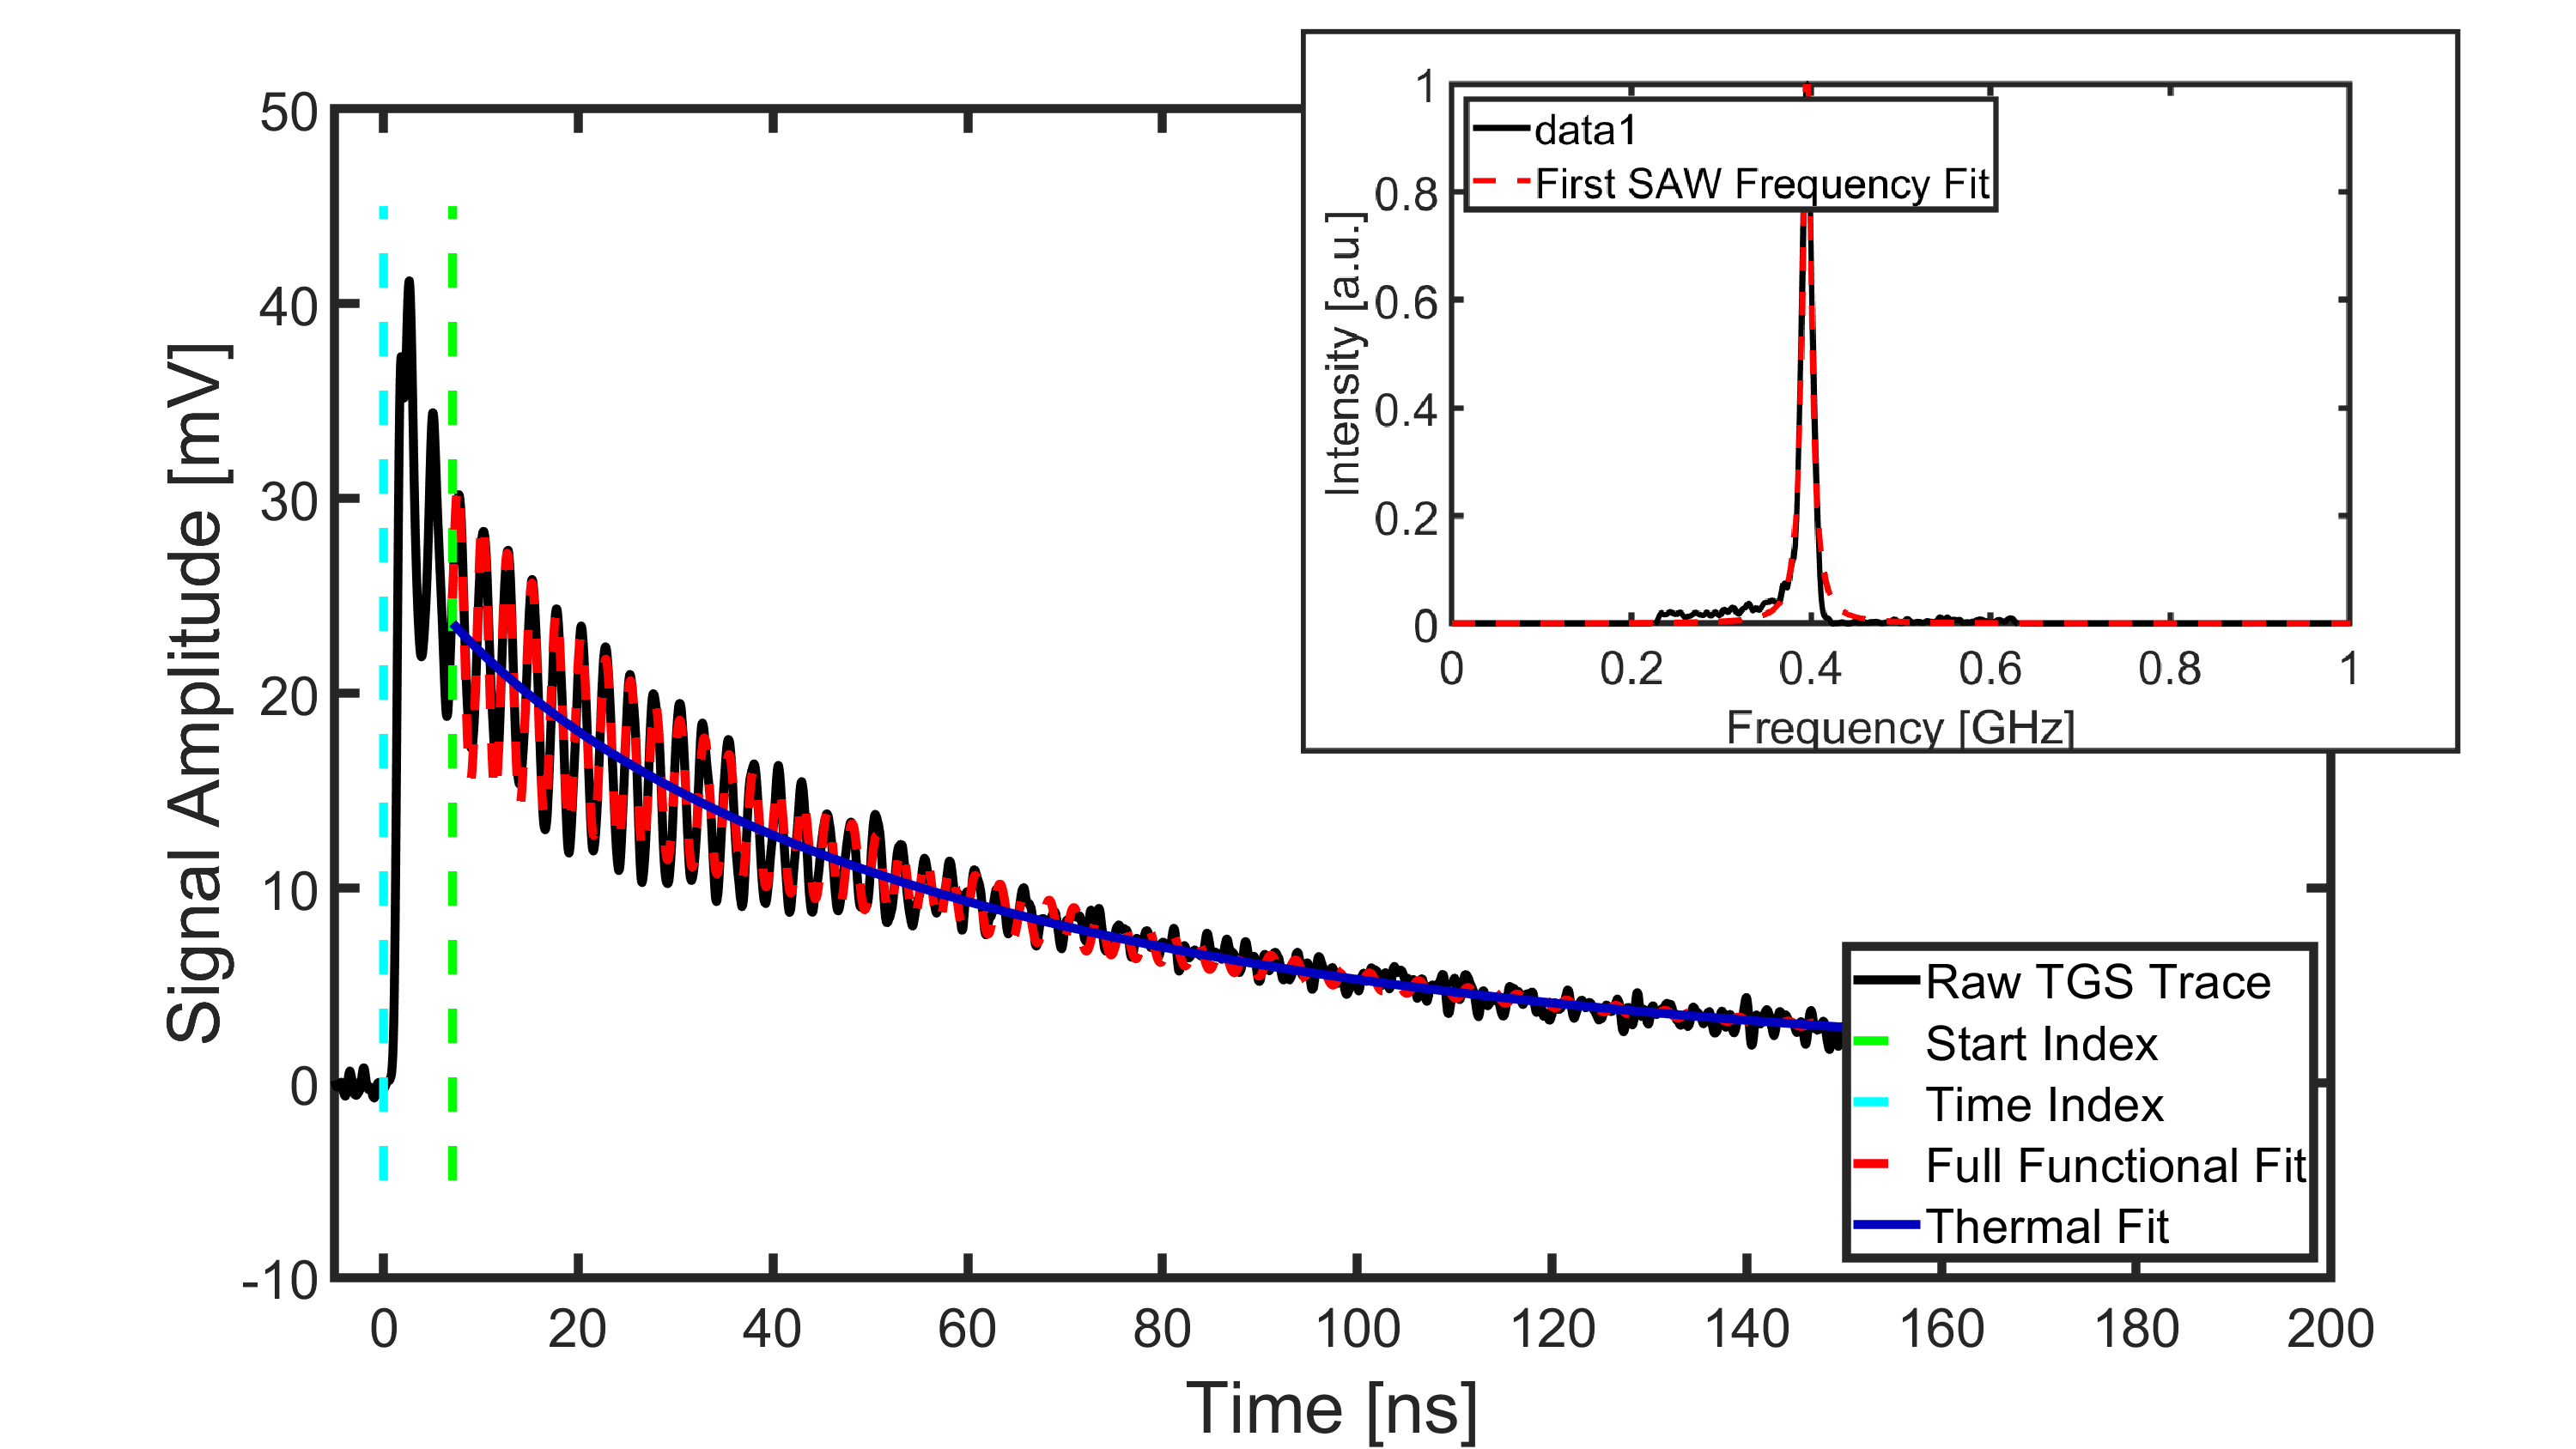 50
40
30
20
10
0
-10
Signal Amplitude [mV]
0 20 40 60 80 100 120 140 160 180 200
Time [ns]
1
0.8
0.6
0.4
0.2
0
Intensity [a.u.]
data1
First SAW Frequency Fit
0 0.2 0.4 0.6 0.8 1
Frequency [GHz]
Raw TGS Trace
Start Index
Time Index
Full Functional Fit
Thermal Fit